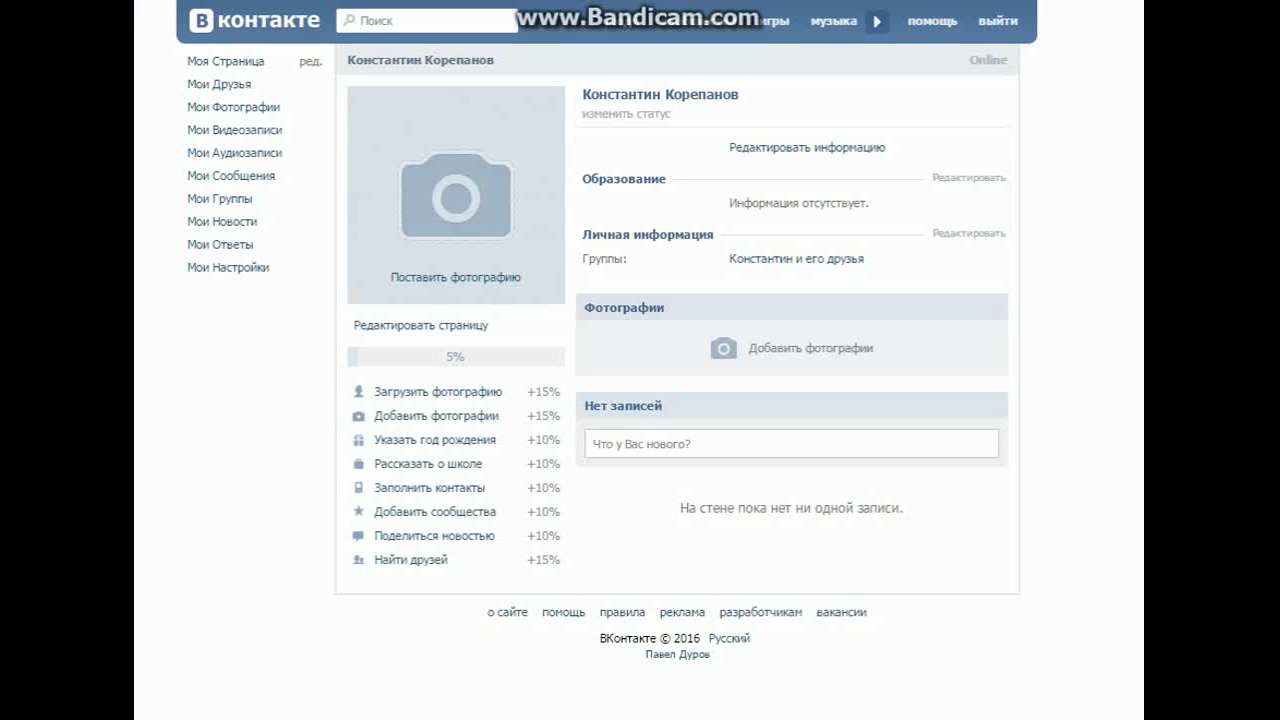 В контакте Поиск www.Bandicam.com игры музыка помощь выйти
Моя Страница ред.
Мои Друзья
Мои Фотографии
Мои Видеозаписи
Мои Аудиозаписи
Мои Сообщения
Мои Группы
Мои Новости
Мои Ответы
Мои Настройки
Константин Корепанов Online
Поставить фотографию
Редактировать страницу
5%
Загрузить фотографию +15%
Добавить фотографии +15%
Указать год рождения +10%
Рассказать о школе +10%
Заполнить контакты +10%
Добавить сообщества +10%
Поделиться новостью +10%
Найти друзей +15%
Константин Корепанов
изменить статус
Редактировать информацию
Образование Редактировать
Информация отсутствует.
Личная информация Редактировать
Группы: Константин и его друзья
Фотографии
Добавить фотографии
Нет записей
Что у Вас нового?
На стене пока нет ни одной записи.
о сайте помощь правила реклама разработчикам вакансии
ВКонтакте © 2016 Русский
Павел Дуров